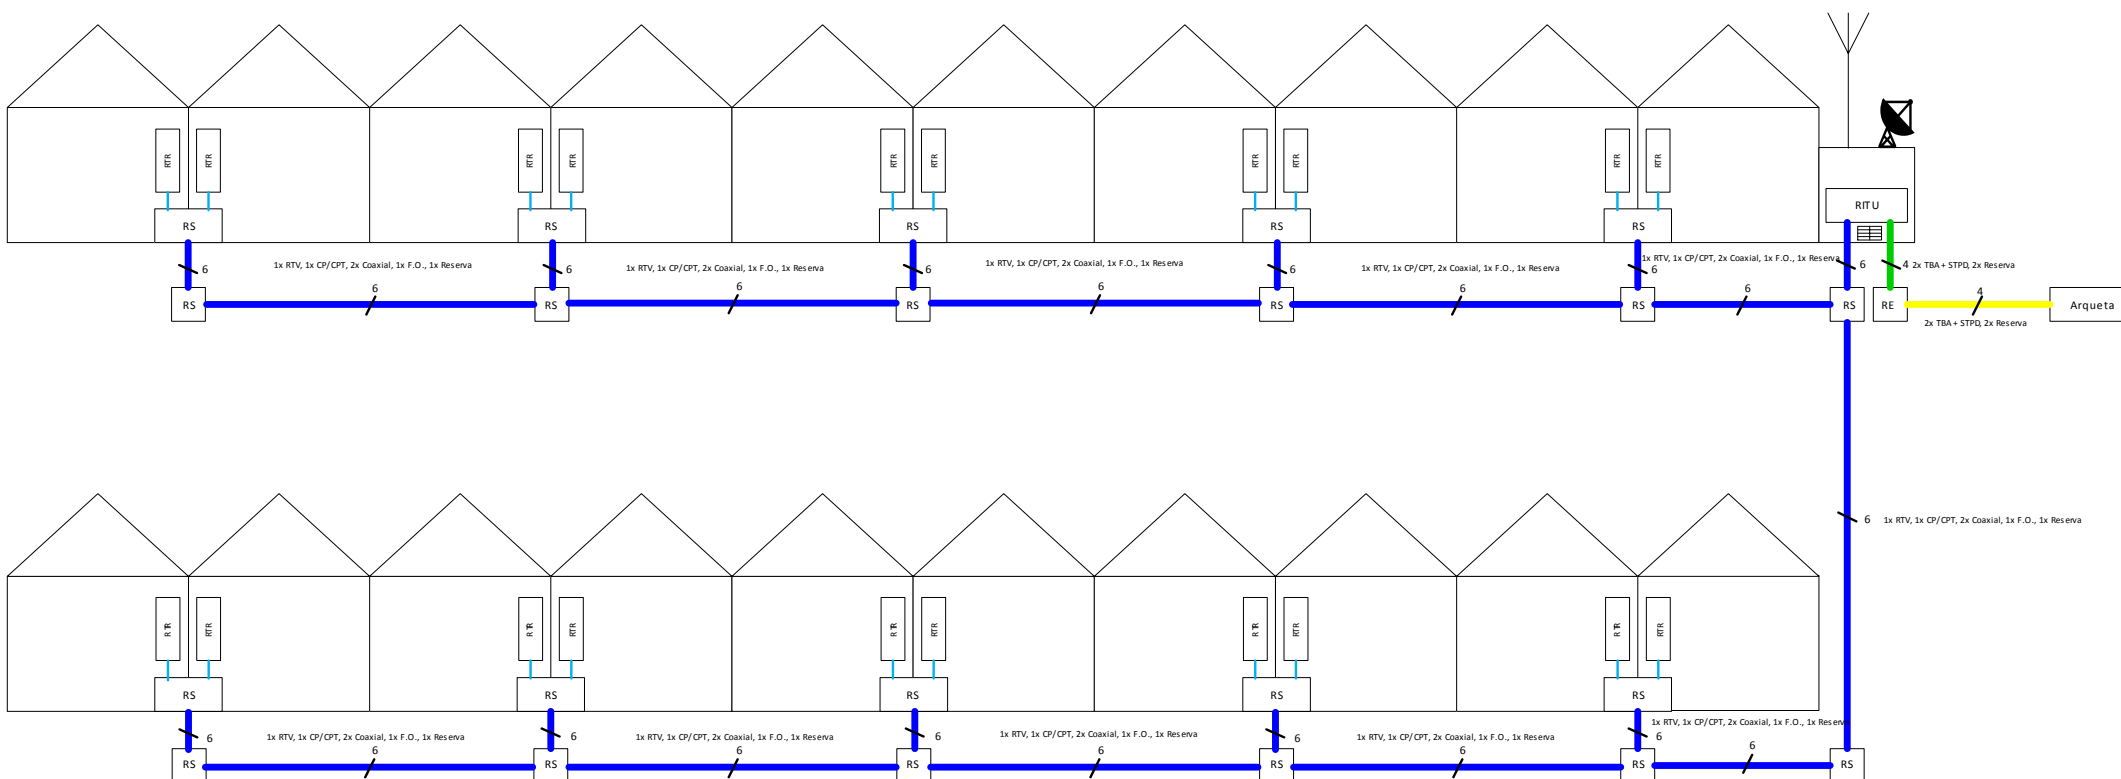 RTR RTR RTR RTR RTR RTR RTR RTR RTR RTR
RITU
RS RS RS RS RS
6 1x RTV, 1x CP/CPT, 2x Coaxial, 1x F.O., 1x Reserva 6 1x RTV, 1x CP/CPT, 2x Coaxial, 1x F.O., 1x Reserva 6 1x RTV, 1x CP/CPT, 2x Coaxial, 1x F.O., 1x Reserva 6 1x RTV, 1x CP/CPT, 2x Coaxial, 1x F.O., 1x Reserva 6 1x RTV, 1x CP/CPT, 2x Coaxial, 1x F.O., 1x Reserva 6 4 2x TBA + STPD, 2x Reserva
6 6 6 6 6 4
RS RS RS RS RS RS RE Arqueta
2x TBA + STPD, 2x Reserva
6 1x RTV, 1x CP/CPT, 2x Coaxial, 1x F.O., 1x Reserva
RTR RTR RTR RTR RTR RTR RTR RTR RTR RTR
RS RS RS RS RS
1x RTV, 1x CP/CPT, 2x Coaxial, 1x F.O., 1x Reserva
6 1x RTV, 1x CP/CPT, 2x Coaxial, 1x F.O., 1x Reserva 6 1x RTV, 1x CP/CPT, 2x Coaxial, 1x F.O., 1x Reserva 6 1x RTV, 1x CP/CPT, 2x Coaxial, 1x F.O., 1x Reserva 6 1x RTV, 1x CP/CPT, 2x Coaxial, 1x F.O., 1x Reserva 6
6 6 6 6 6
RS RS RS RS RS RS